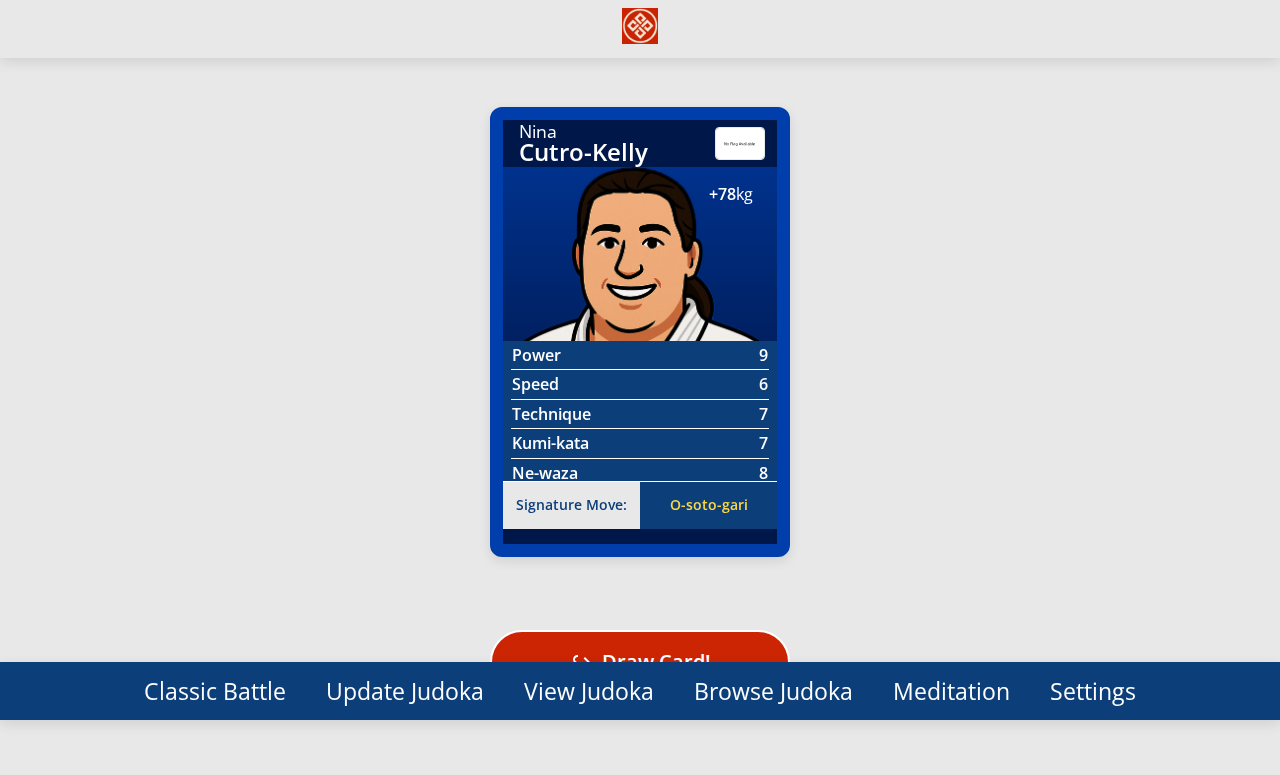 Nina
Cutro-Kelly
No Flag Available
+78kg
Power 9
Speed 6
Technique 7
Kumi-kata 7
Ne-waza 8
Signature Move: O-soto-gari
Draw Card!
Classic Battle Update Judoka View Judoka Browse Judoka Meditation Settings